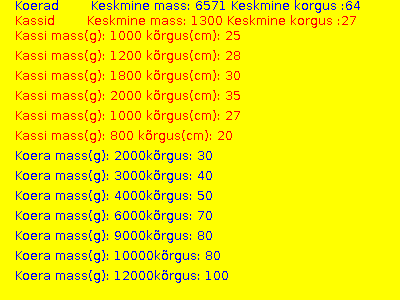 Koerad Keskmine mass: 6571 Keskmine korgus :64
Kassid Keskmine mass: 1300 Keskmine korgus :27
Kassi mass(g): 1000 kõrgus(cm): 25
Kassi mass(g): 1200 kõrgus(cm): 28
Kassi mass(g): 1800 kõrgus(cm): 30
Kassi mass(g): 2000 kõrgus(cm): 35
Kassi mass(g): 1000 kõrgus(cm): 27
Kassi mass(g): 800 kõrgus(cm): 20
Koera mass(g): 2000kõrgus: 30
Koera mass(g): 3000kõrgus: 40
Koera mass(g): 4000kõrgus: 50
Koera mass(g): 6000kõrgus: 70
Koera mass(g): 9000kõrgus: 80
Koera mass(g): 10000kõrgus: 80
Koera mass(g): 12000kõrgus: 100